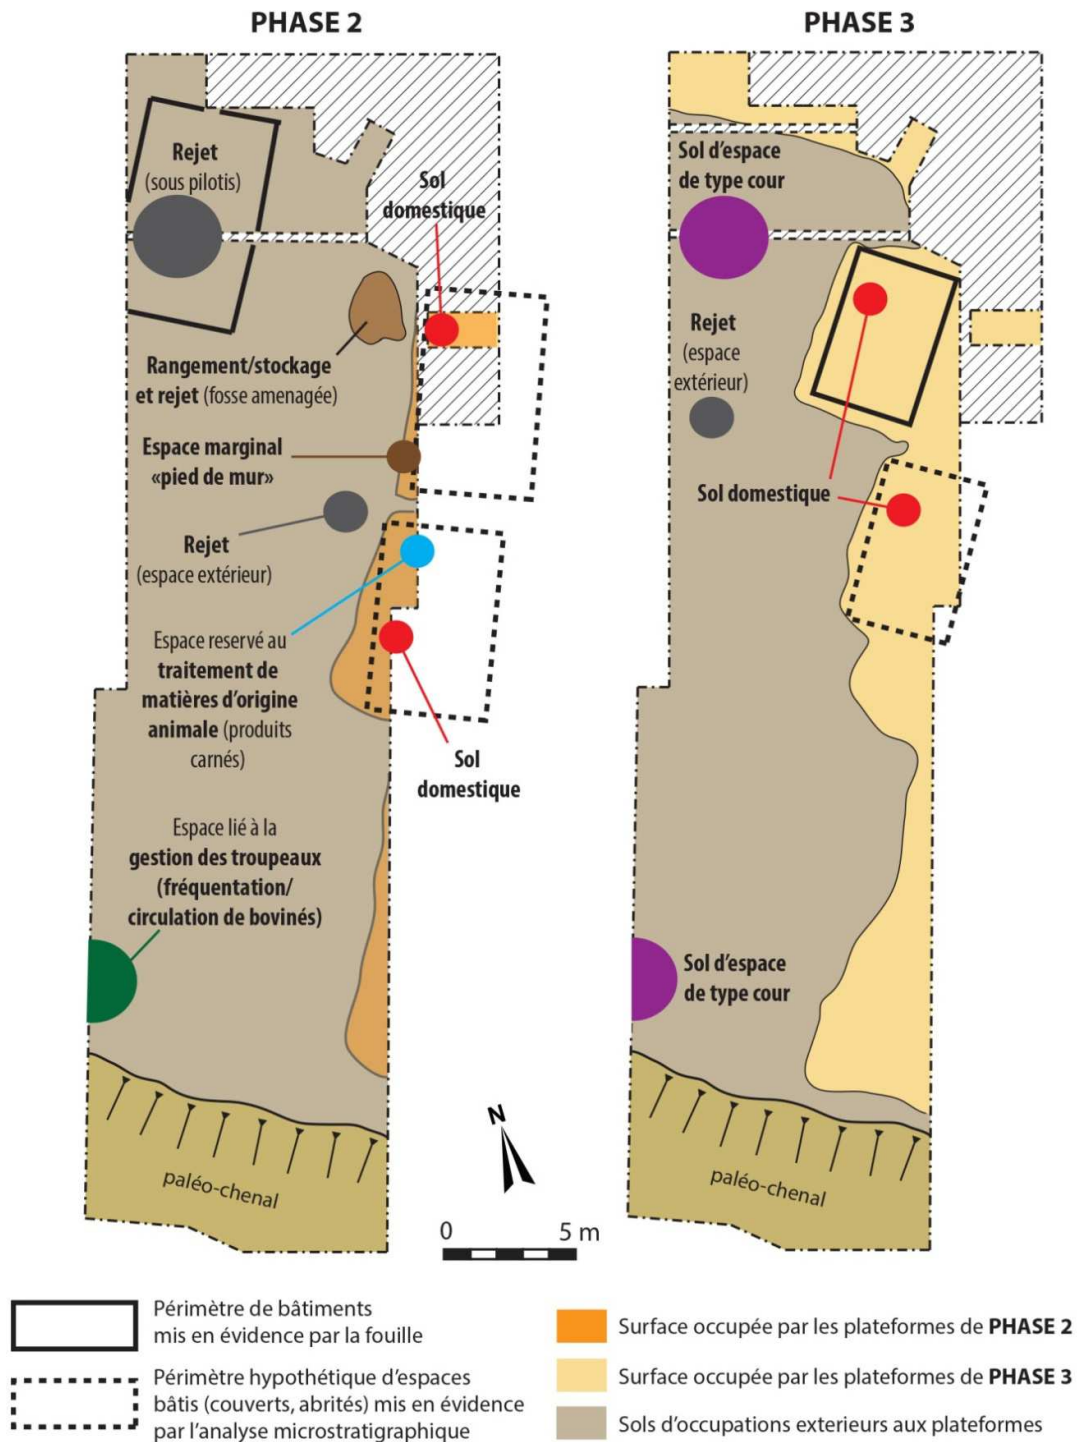 PHASE 2
Rejet
(sous pilotis)
Sol
domestique
Rangement/stockage
et rejet (fosse amenagée)
Espace marginal
«pied de mur»
Rejet
(espace extérieur)
Espace reservé au
traitement de
matières d'origine
animale (produits
carnés)
Sol
domestique
Espace lié à la
gestion des troupeaux
(fréquentation/
circulation de bovinés)
paléo-chenal
PHASE 3
Sol d'espace
de type cour
Rejet
(espace
extérieur)
Sol domestique
Sol d'espace
de type cour
paléo-chenal
N
0 5 m
Périmètre de bâtiments
mis en évidence par la fouille
Périmètre hypothétique d'espaces
bâtis (couverts, abrités) mis en évidence
par l'analyse microstratigraphique
Surface occupée par les plateformes de PHASE 2
Surface occupée par les plateformes de PHASE 3
Sols d'occupations exterieurs aux plateformes